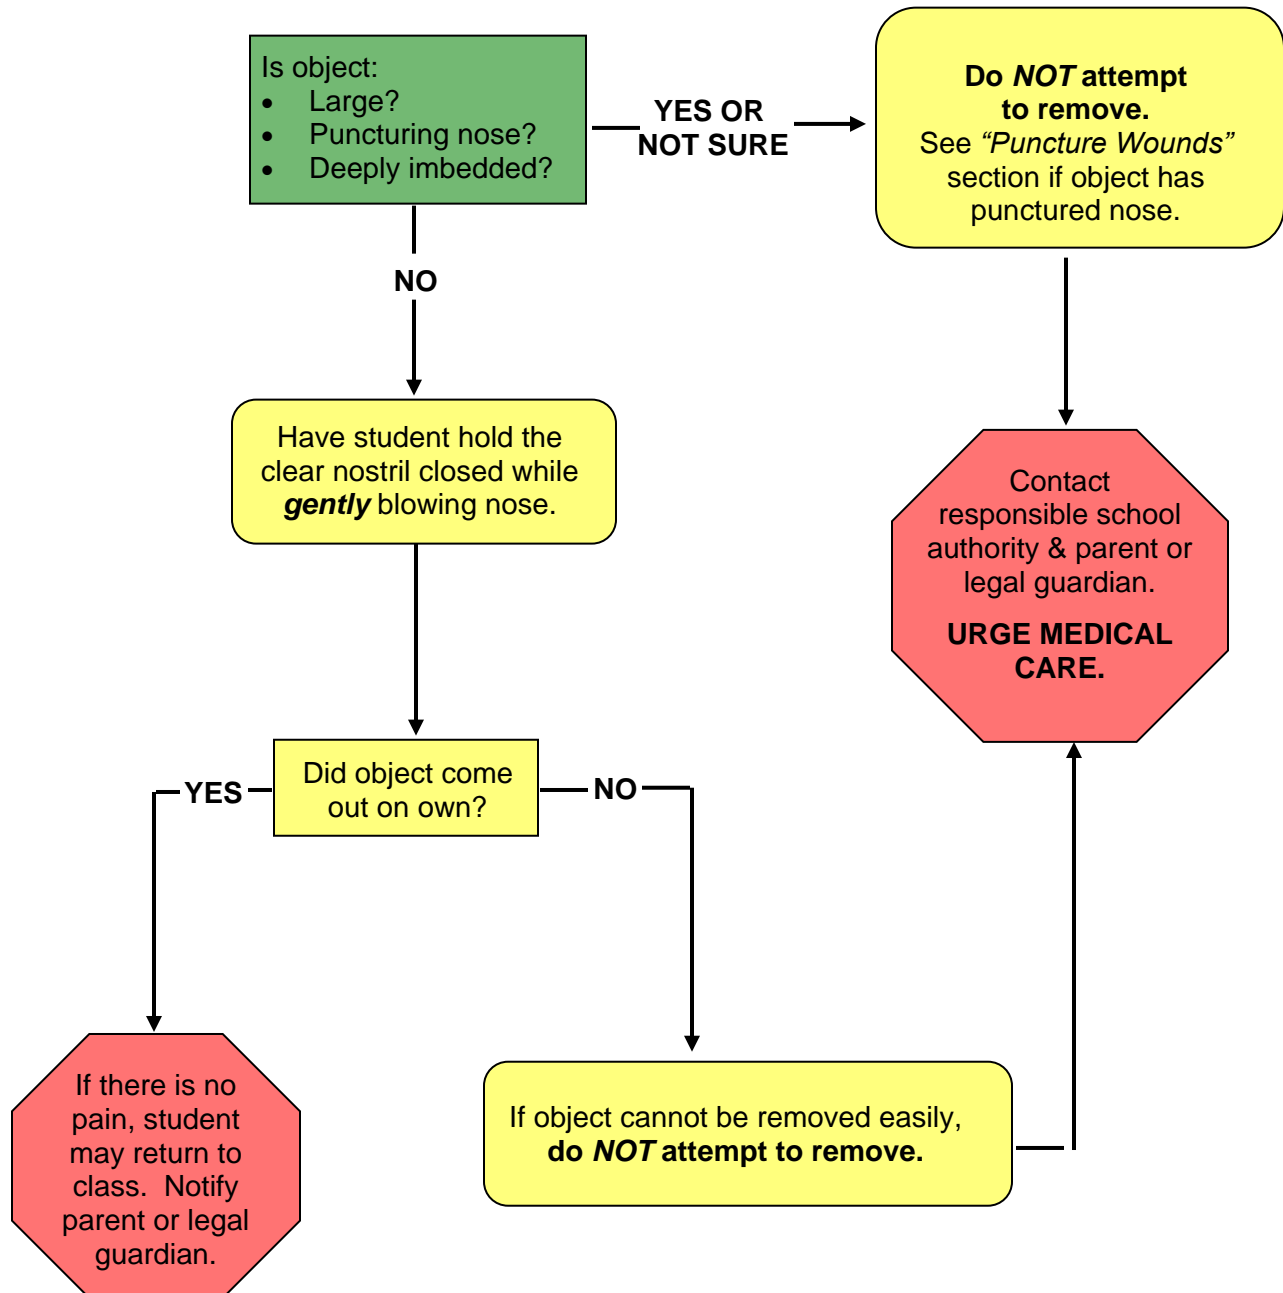 Is object:
• Large?
• Puncturing nose?
• Deeply imbedded?
YES OR
NOT SURE
Do NOT attempt
to remove.
See “Puncture Wounds”
section if object has
punctured nose.
NO
Have student hold the
clear nostril closed while
gently blowing nose.
Contact
responsible school
authority & parent or
legal guardian.
URGE MEDICAL
CARE.
Did object come
out on own?
YES
NO
If there is no
pain, student
may return to
class.  Notify
parent or legal
guardian.
If object cannot be removed easily,
do NOT attempt to remove.